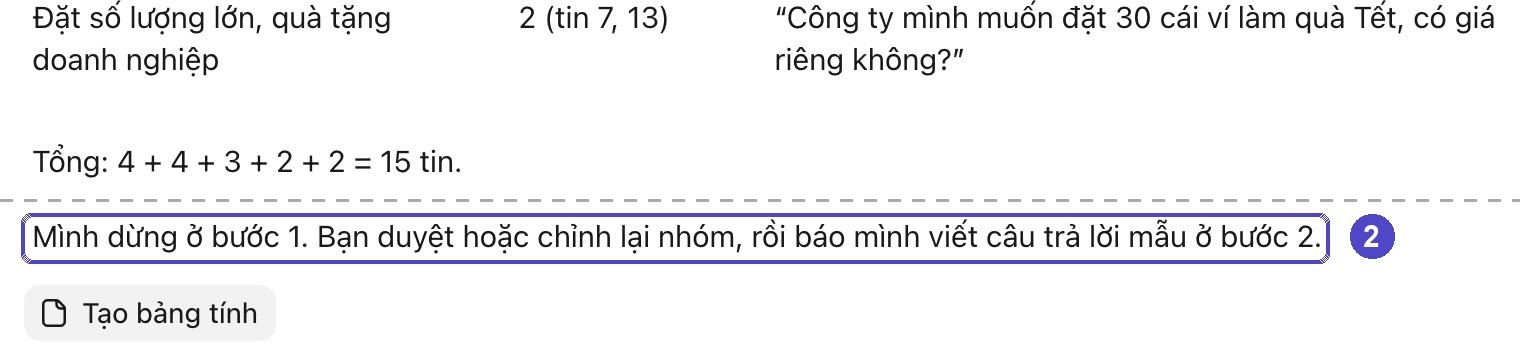 Đặt số lượng lớn, quà tặng doanh nghiệp
2 (tin 7, 13)
“Công ty mình muốn đặt 30 cái ví làm quà Tết, có giá riêng không?”
Tổng: 4 + 4 + 3 + 2 + 2 = 15 tin.
Mình dừng ở bước 1. Bạn duyệt hoặc chỉnh lại nhóm, rồi báo mình viết câu trả lời mẫu ở bước 2.
2
Tạo bảng tính